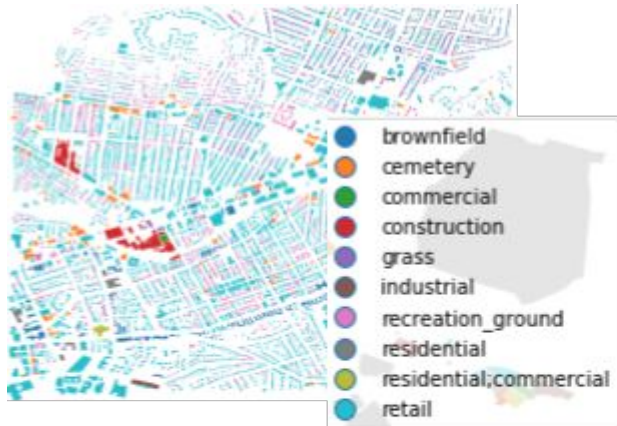 brownfield
cemetery
commercial
construction
grass
industrial
recreation_ground
residential
residential;commercial
retail